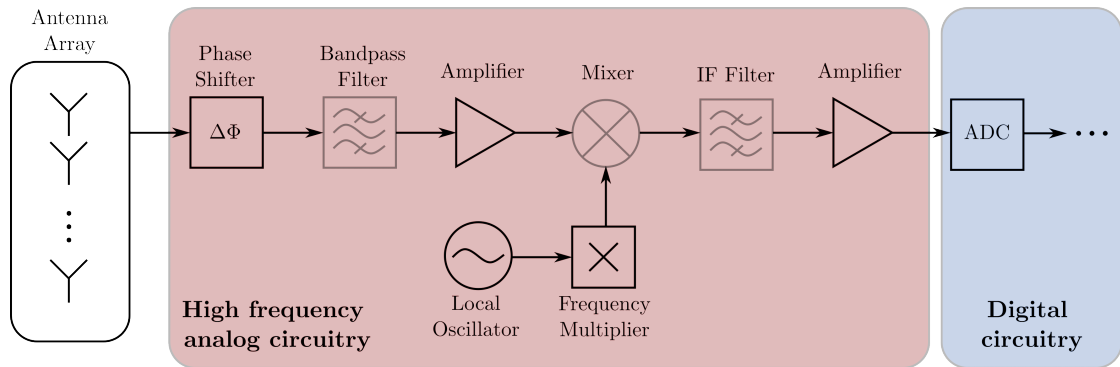 Antenna
Array
Phase
Shifter
Bandpass
Filter
Amplifier
Mixer
IF Filter
Amplifier
ΔΦ
ADC
Local
Oscillator
Frequency
Multiplier
High frequency
analog circuitry
Digital
circuitry